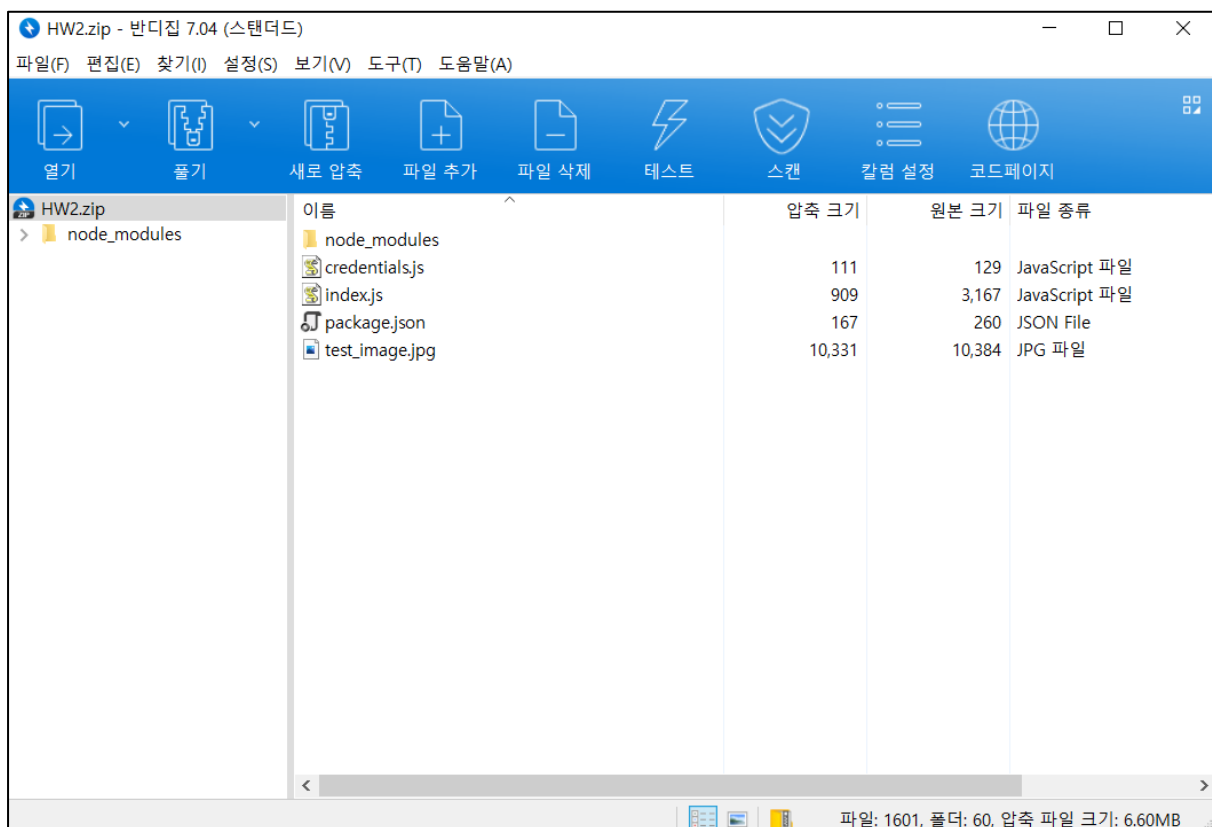 HW2.zip - 반디집 7.04 (스탠더드)
파일(F) 편집(E) 찾기(I) 설정(S) 보기(V) 도구(T) 도움말(A)
열기 풀기 새로 압축 파일 추가 파일 삭제 테스트 스캔 칼럼 설정 코드페이지
HW2.zip
node_modules
이름 압축 크기 원본 크기 파일 종류
node_modules
credentials.js 111 129 JavaScript 파일
index.js 909 3,167 JavaScript 파일
package.json 167 260 JSON File
test_image.jpg 10,331 10,384 JPG 파일
파일: 1601, 폴더: 60, 압축 파일 크기: 6.60MB